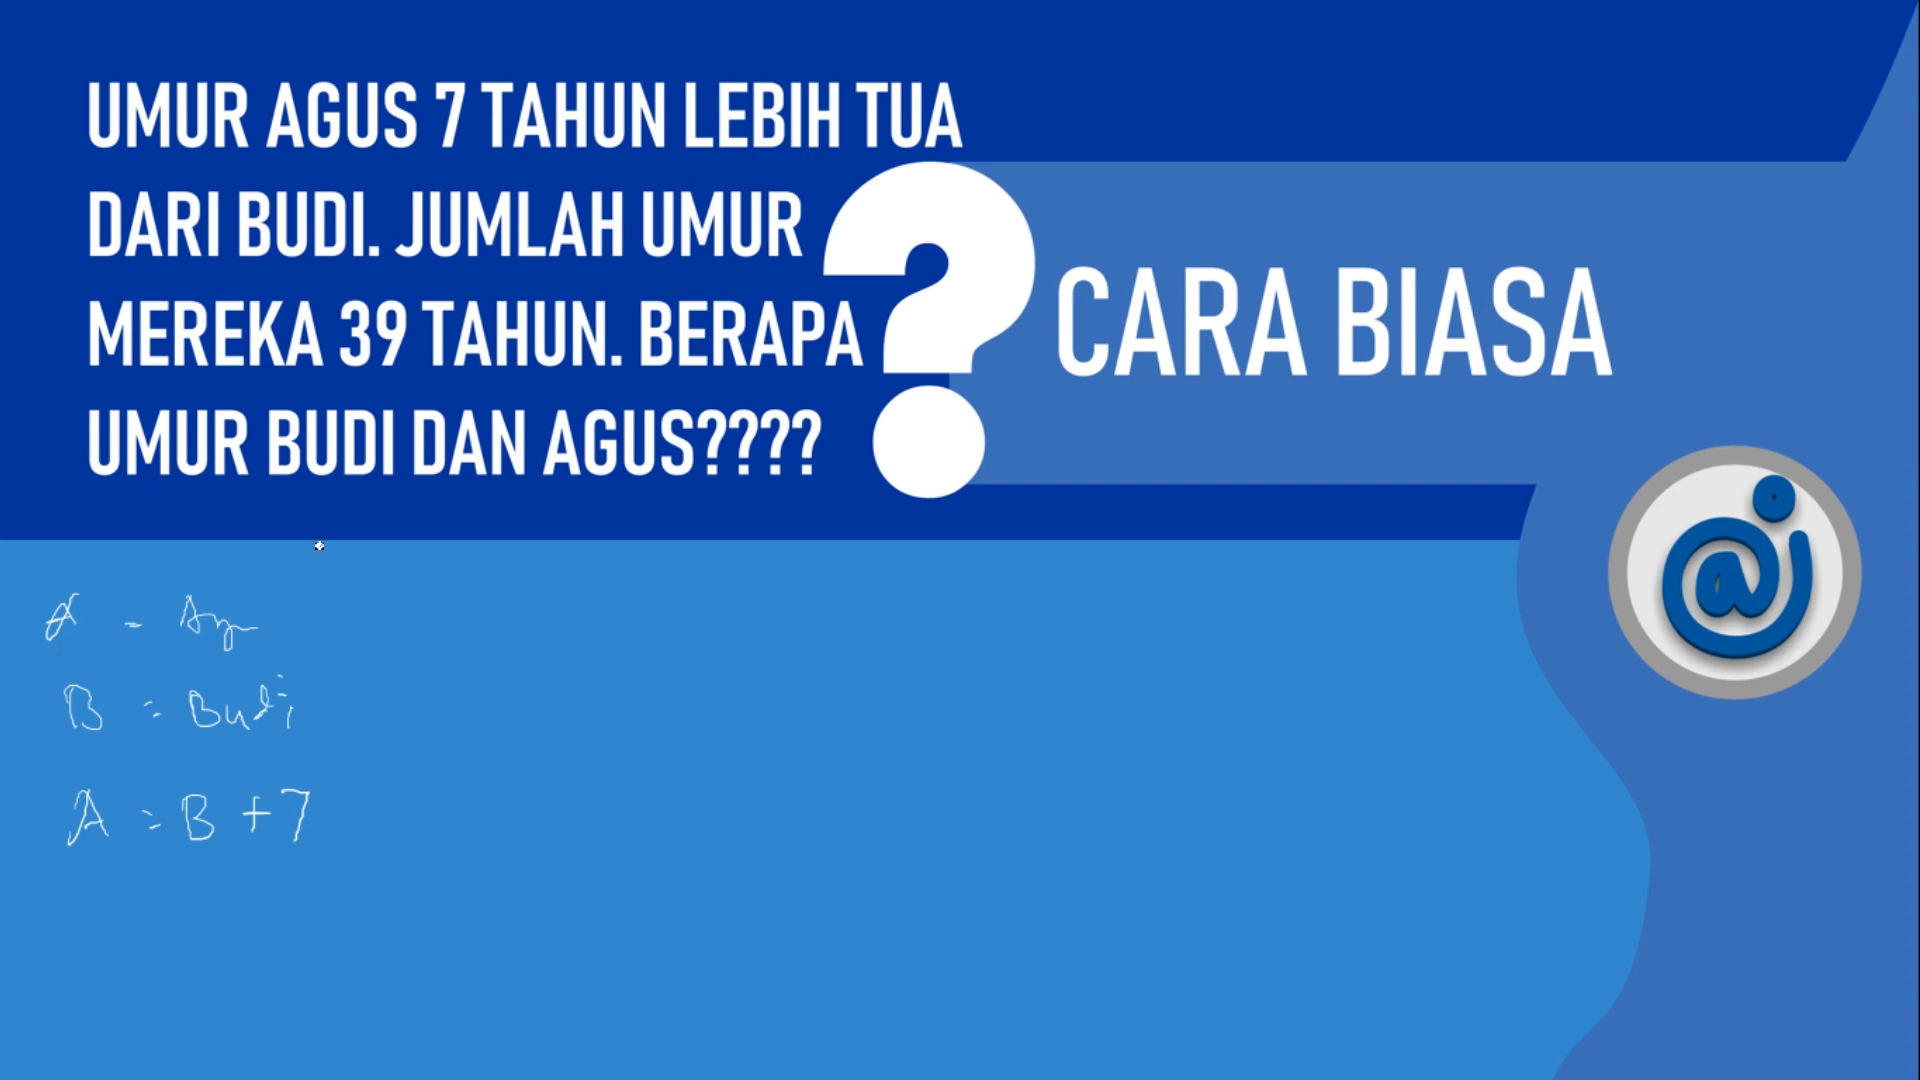 UMUR AGUS 7 TAHUN LEBIH TUA
DARI BUDI. JUMLAH UMUR
MEREKA 39 TAHUN. BERAPA
UMUR BUDI DAN AGUS????
?
CARA BIASA
@i
A =
B = Budi
A = B + 7